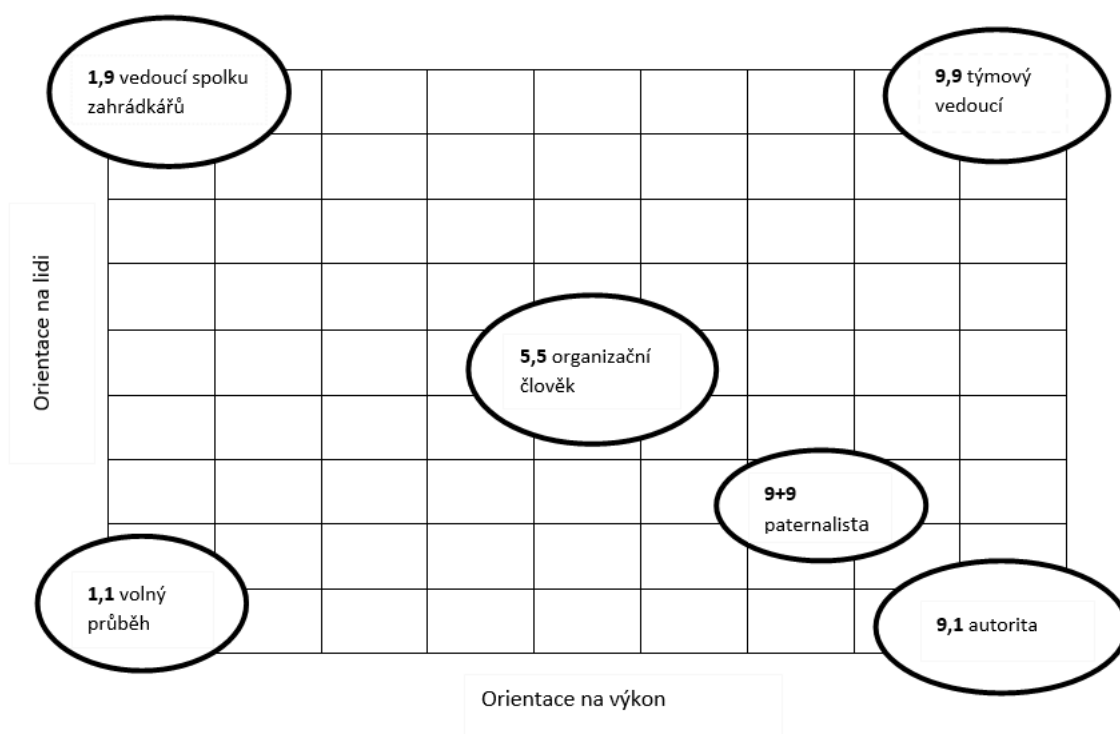 1,9 vedoucí spolku
zahrádkářů
9,9 týmový
vedoucí
Orientace na lidi
5,5 organizační
člověk
9+9
paternalista
1,1 volný
průběh
9,1 autorita
Orientace na výkon